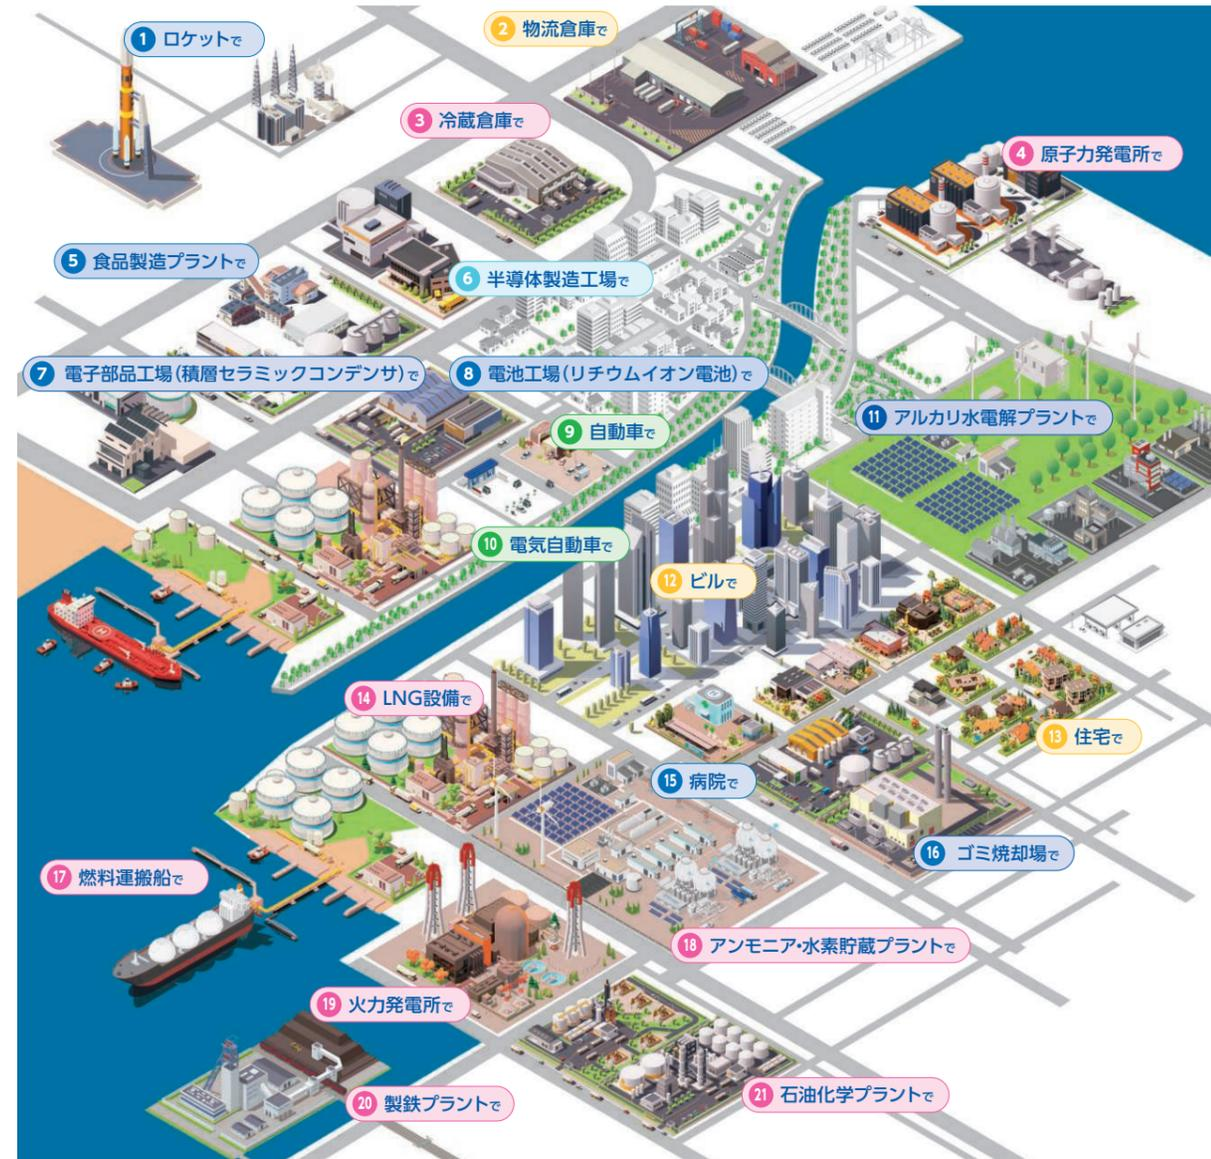 1 ロケットで
2 物流倉庫で
3 冷蔵倉庫で
4 原子力発電所で
5 食品製造プラントで
6 半導体製造工場で
7 電子部品工場（積層セラミックコンデンサ）で
8 電池工場（リチウムイオン電池）で
9 自動車で
10 電気自動車で
11 アルカリ水電解プラントで
12 ビルで
13 住宅で
14 LNG設備で
15 病院で
16 ゴミ焼却場で
17 燃料運搬船で
18 アンモニア・水素貯蔵プラントで
19 火力発電所で
20 製鉄プラントで
21 石油化学プラントで